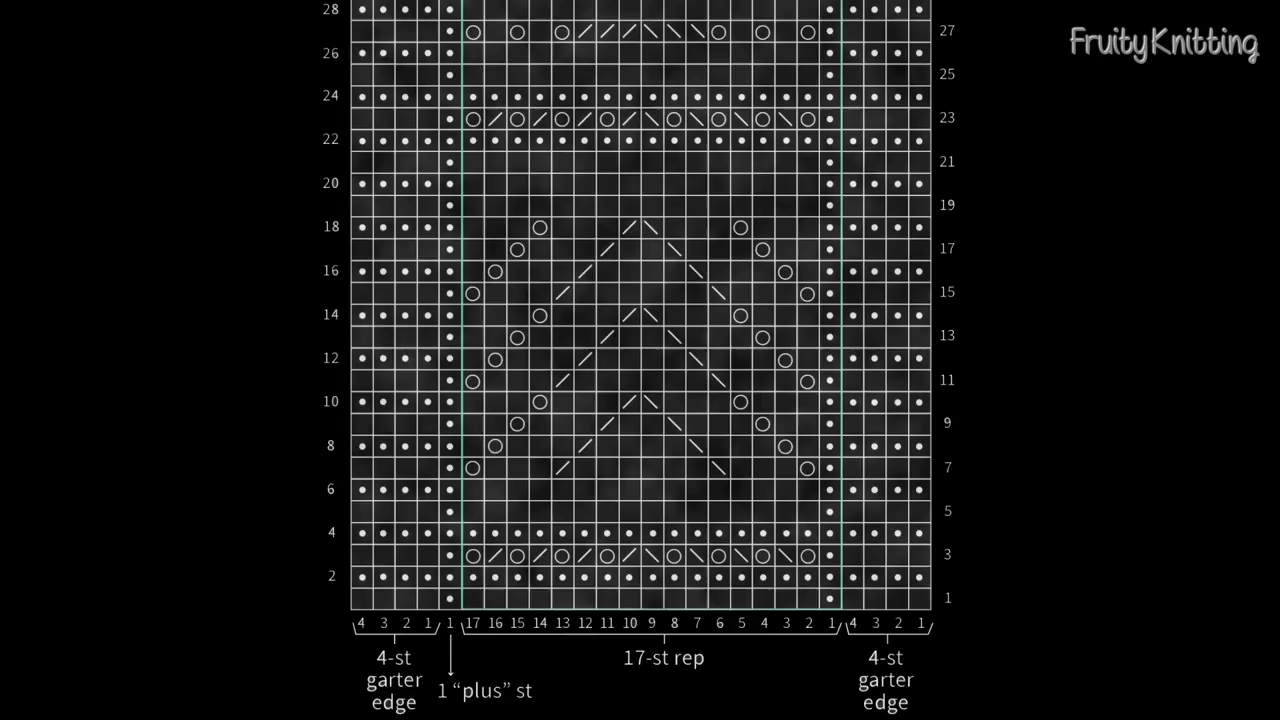 FruityKnitting
28
27
26
25
24
23
22
21
20
19
18
17
16
15
14
13
12
11
10
9
8
7
6
5
4
3
2
1
4 3 2 1 1 17 16 15 14 13 12 11 10 9 8 7 6 5 4 3 2 1 4 3 2 1
4-st
garter
edge
1 “plus” st
17-st rep
4-st
garter
edge